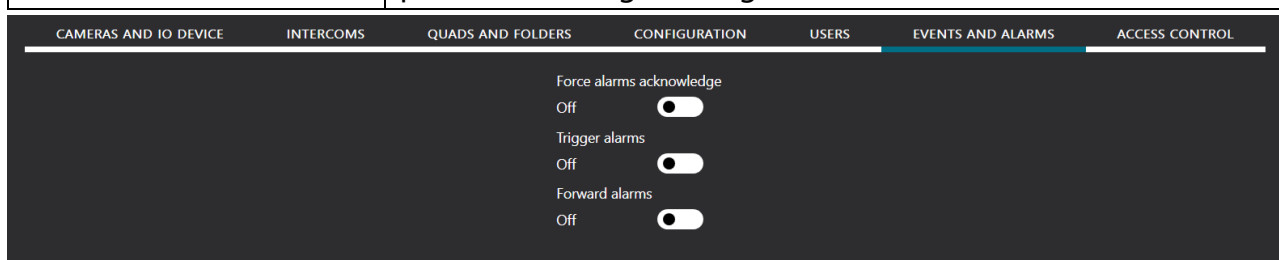 CAMERAS AND IO DEVICE INTERCOMS QUADS AND FOLDERS CONFIGURATION USERS EVENTS AND ALARMS ACCESS CONTROL
Force alarms acknowledge
Off
Trigger alarms
Off
Forward alarms
Off